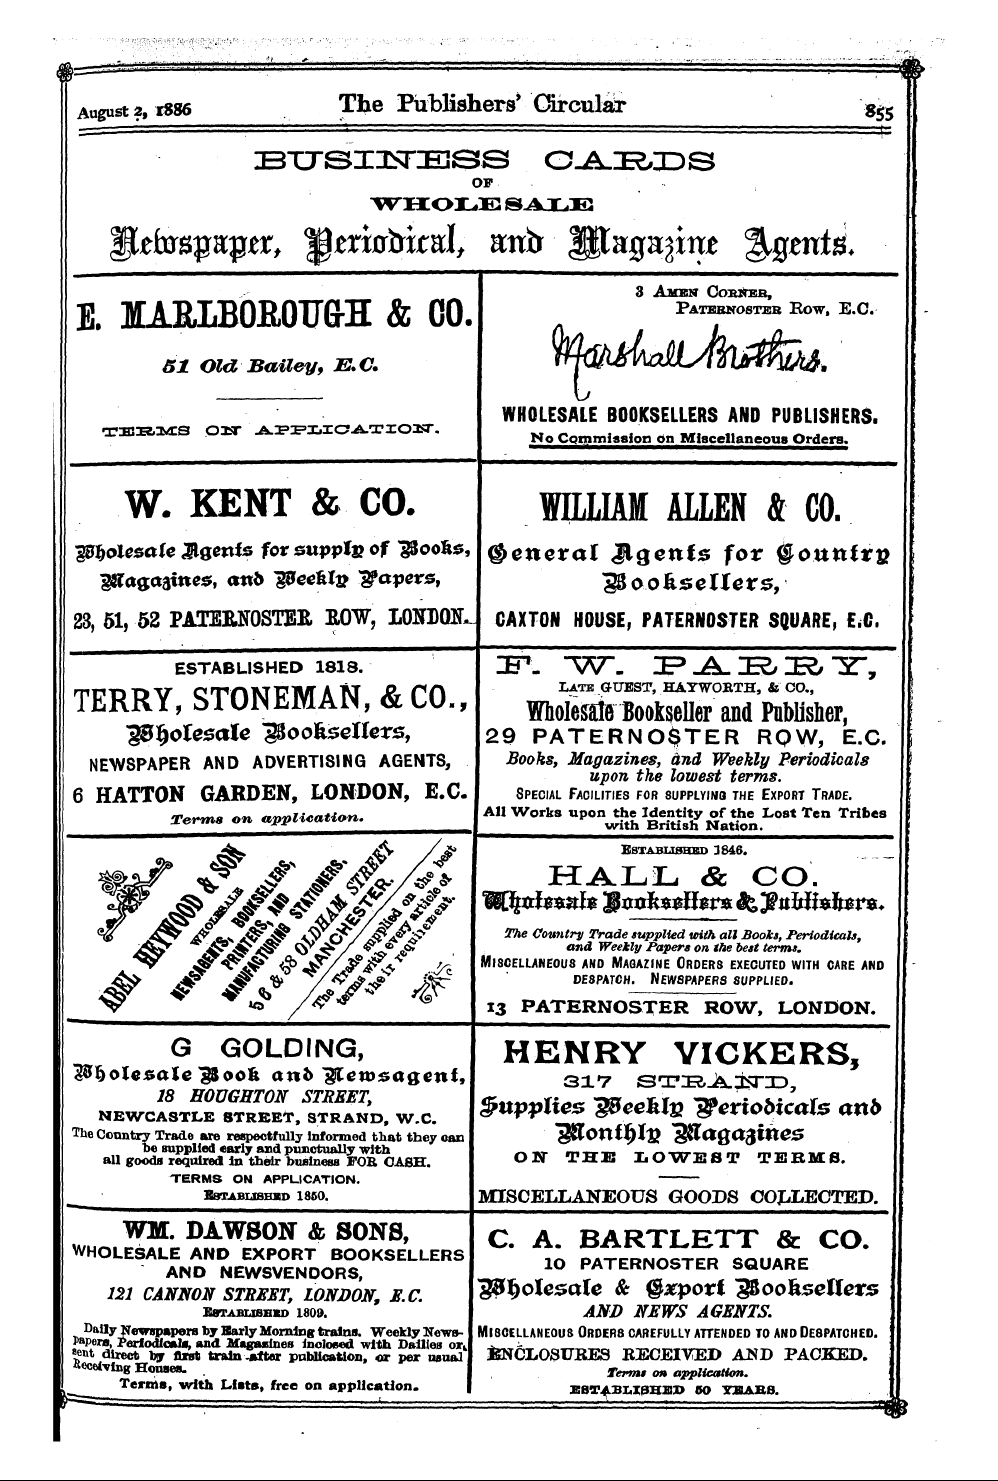 August 2, 1886 The Publishers' Circular 855
BUSINESS CARDS
OF
WHOLESALE
Newspaper, Periodical, and Magazine Agents.
E. MARLBOROUGH & CO.
51 Old Bailey, E.C.
TERMS ON APPLICATION.
3 Amen Corner,
Paternoster Row, E.C.
Marshall Brothers.
WHOLESALE BOOKSELLERS AND PUBLISHERS.
No Commission on Miscellaneous Orders.
W. KENT & CO.
Wholesale Agents for supply of Books,
Magazines, and Weekly Papers,
23, 51, 52 PATERNOSTER ROW, LONDON.
WILLIAM ALLEN & CO.
General Agents for Country
Booksellers,
CAXTON HOUSE, PATERNOSTER SQUARE, E.C.
ESTABLISHED 1818.
TERRY, STONEMAN, & CO.,
Wholesale Booksellers,
NEWSPAPER AND ADVERTISING AGENTS,
6 HATTON GARDEN, LONDON, E.C.
Terms on application.
F. W. PARRY,
Late GUEST, HAYWORTH, & CO.,
Wholesale Bookseller and Publisher,
29 PATERNOSTER ROW, E.C.
Books, Magazines, and Weekly Periodicals
upon the lowest terms.
Special Facilities for supplying the Export Trade.
All Works upon the Identity of the Lost Ten Tribes
with British Nation.
ABEL HEYWOOD & SON
WHOLESALE
NEWSAGENTS, BOOKSELLERS,
PRINTERS, AND
MANUFACTURING STATIONERS,
56 & 58 OLDHAM STREET
MANCHESTER.
The Trade supplied on the best
terms with every article of
their requirement.
Established 1846.
HALL & CO.
Wholesale Booksellers & Publishers.
The Country Trade supplied with all Books, Periodicals,
and Weekly Papers on the best terms.
Miscellaneous and Magazine Orders executed with care and
despatch. Newspapers supplied.
13 PATERNOSTER ROW, LONDON.
G GOLDING,
Wholesale Book and Newsagent,
18 HOUGHTON STREET,
NEWCASTLE STREET, STRAND, W.C.
The Country Trade are respectfully informed that they can
be supplied early and punctually with
all goods required in their business FOR CASH.
TERMS ON APPLICATION.
Established 1850.
HENRY VICKERS,
317 STRAND,
Supplies Weekly Periodicals and
Monthly Magazines
ON THE LOWEST TERMS.
MISCELLANEOUS GOODS COLLECTED.
WM. DAWSON & SONS,
WHOLESALE AND EXPORT BOOKSELLERS
AND NEWSVENDORS,
121 CANNON STREET, LONDON, E.C.
Established 1809.
Daily Newspapers by Early Morning trains. Weekly News-
papers, Periodicals, and Magazines inclosed with Dailies or
sent direct by first train after publication, or per usual
Receiving Houses.
Terms, with Lists, free on application.
C. A. BARTLETT & CO.
10 PATERNOSTER SQUARE
Wholesale & Export Booksellers
AND NEWS AGENTS.
Miscellaneous Orders carefully attended to and Despatched.
ENCLOSURES RECEIVED AND PACKED.
Terms on application.
ESTABLISHED 50 YEARS.